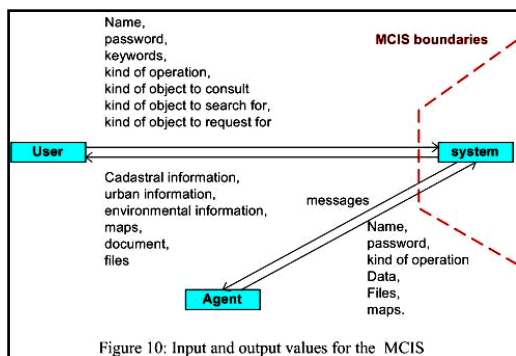 Name,
password,
keywords,
kind of operation,
kind of object to consult
kind of object to search for,
kind of object to request for
MCIS boundaries
User
system
Cadastral information,
urban information,
environmental information,
maps,
document,
files
messages
Name,
password,
kind of operation
Data,
Files,
maps.
Agent
Figure 10: Input and output values for the MCIS